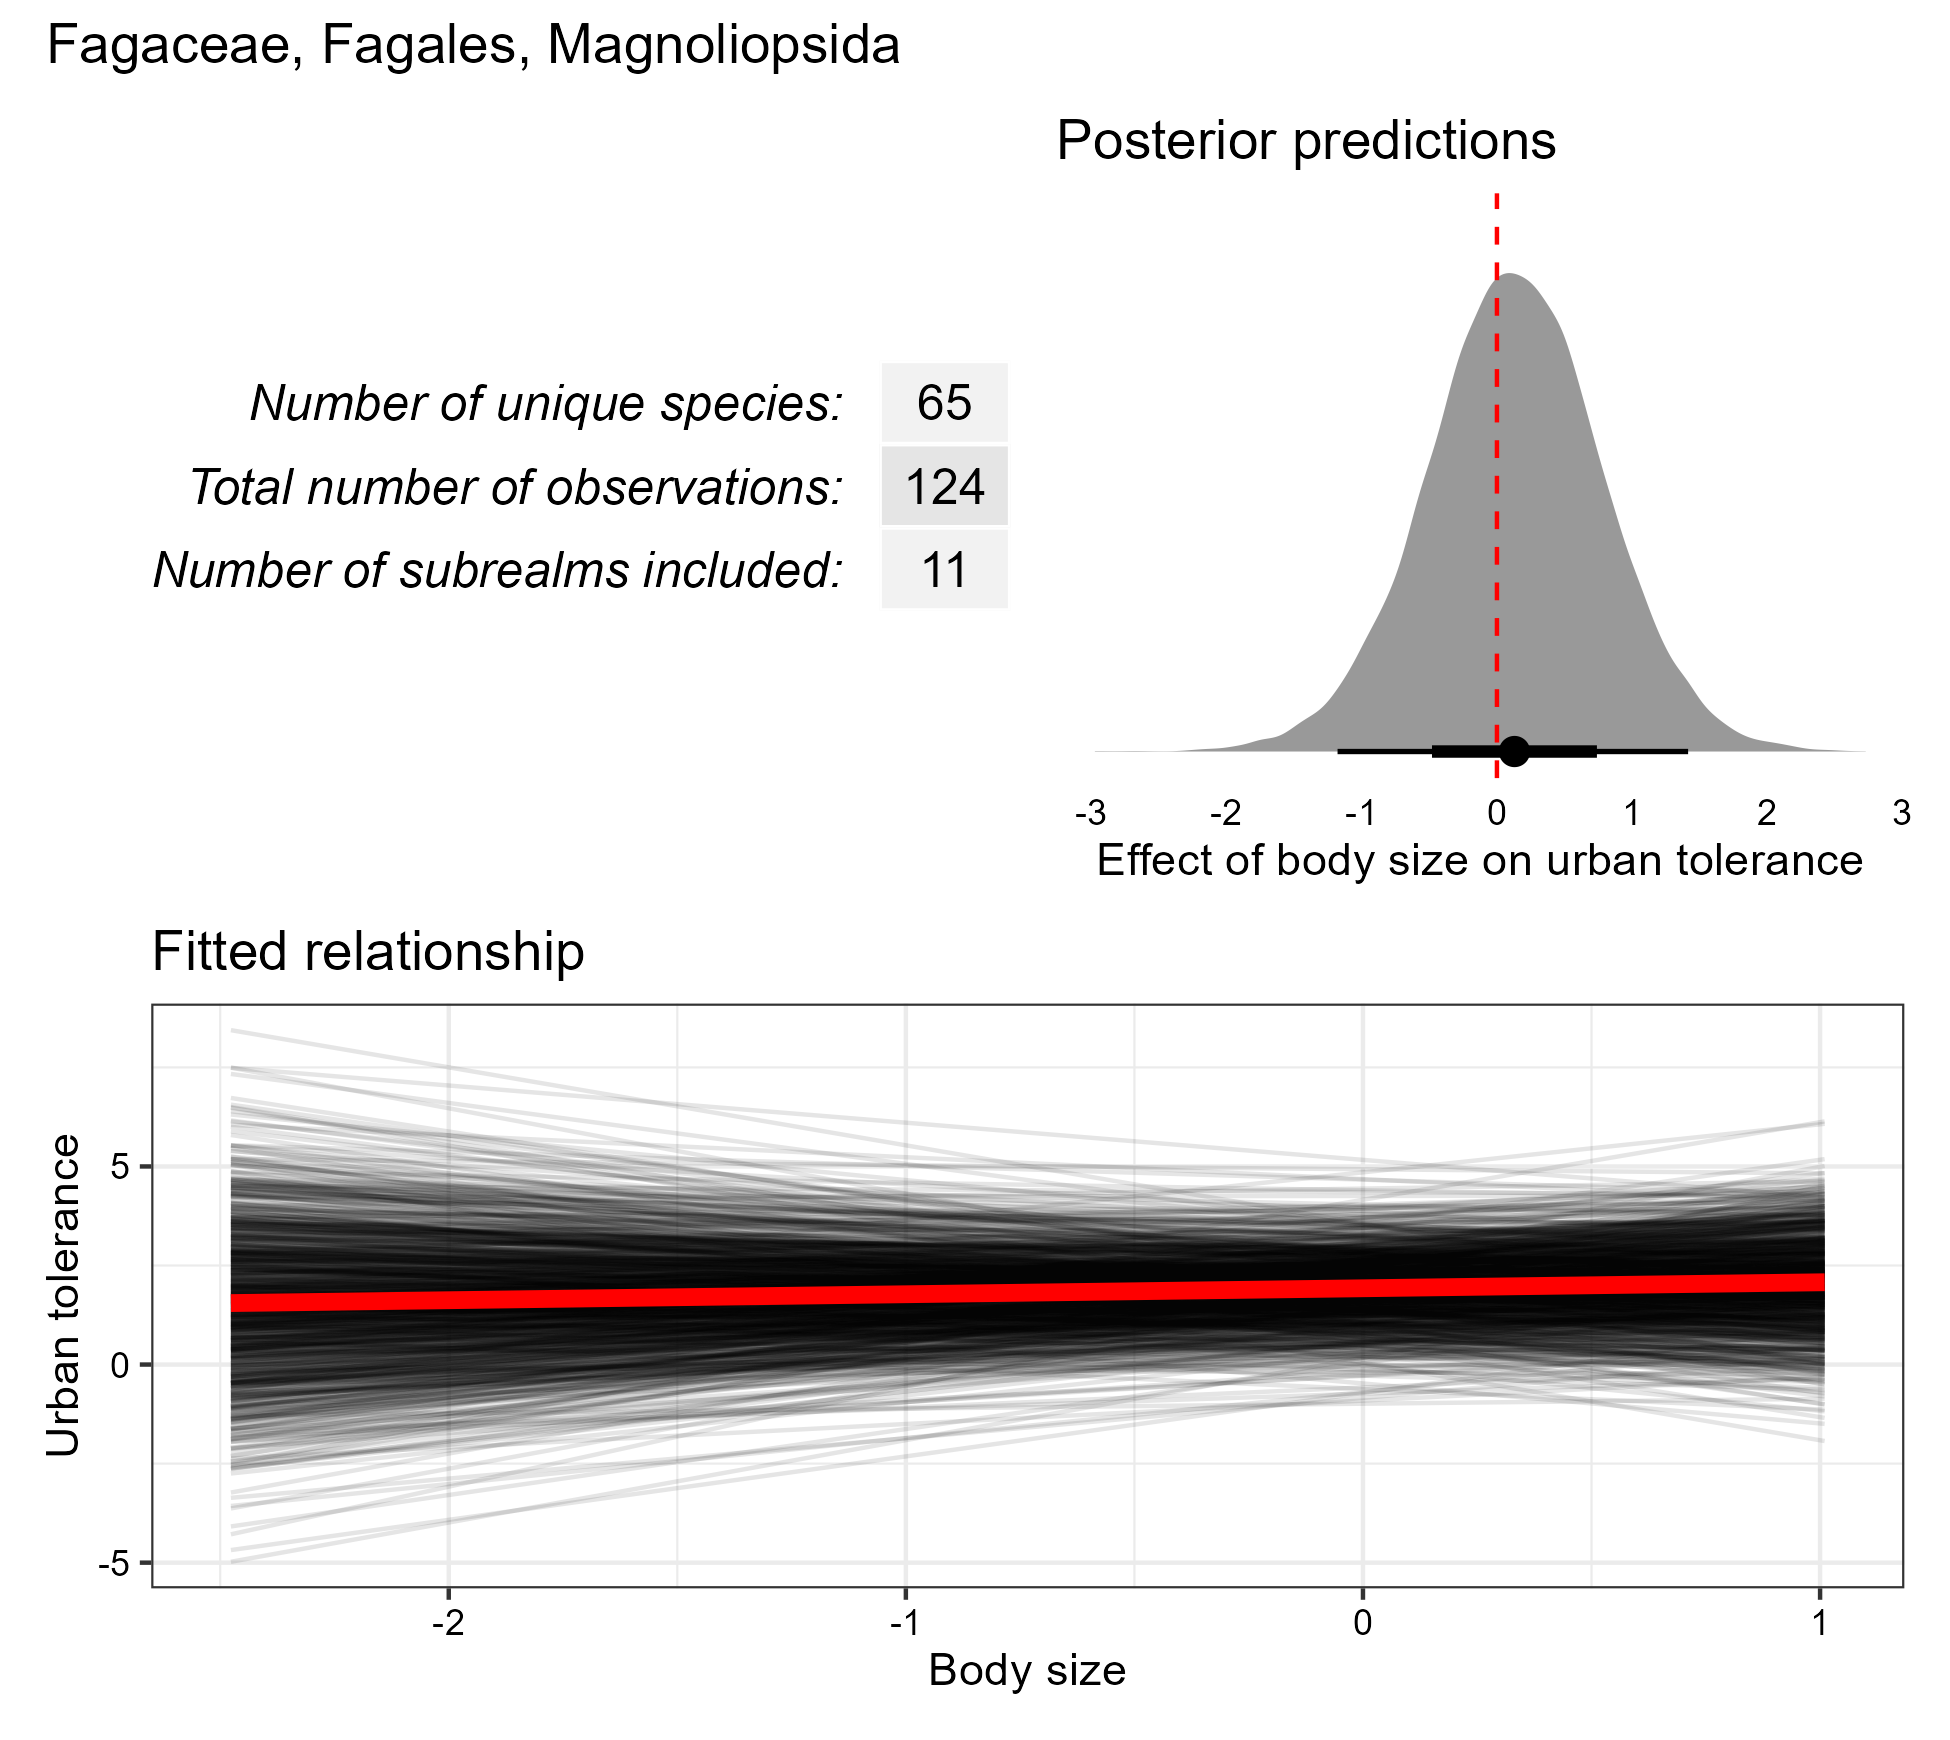 Fagaceae, Fagales, Magnoliopsida
Posterior predictions
Number of unique species: 65
Total number of observations: 124
Number of subrealms included: 11
-3 -2 -1 0 1 2 3
Effect of body size on urban tolerance
Fitted relationship
Urban tolerance
5
0
-5
-2 -1 0 1
Body size